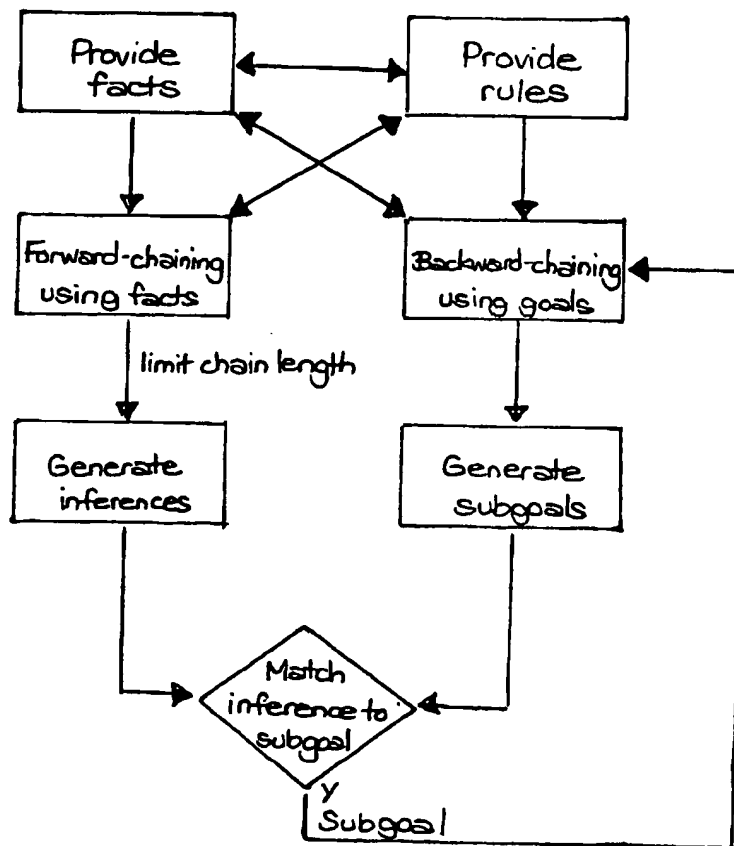 Provide
facts
Provide
rules
Forward-chaining
using facts
Backward-chaining
using goals
limit chain length
Generate
inferences
Generate
subgoals
Match
inference to
subgoal
y
Subgoal